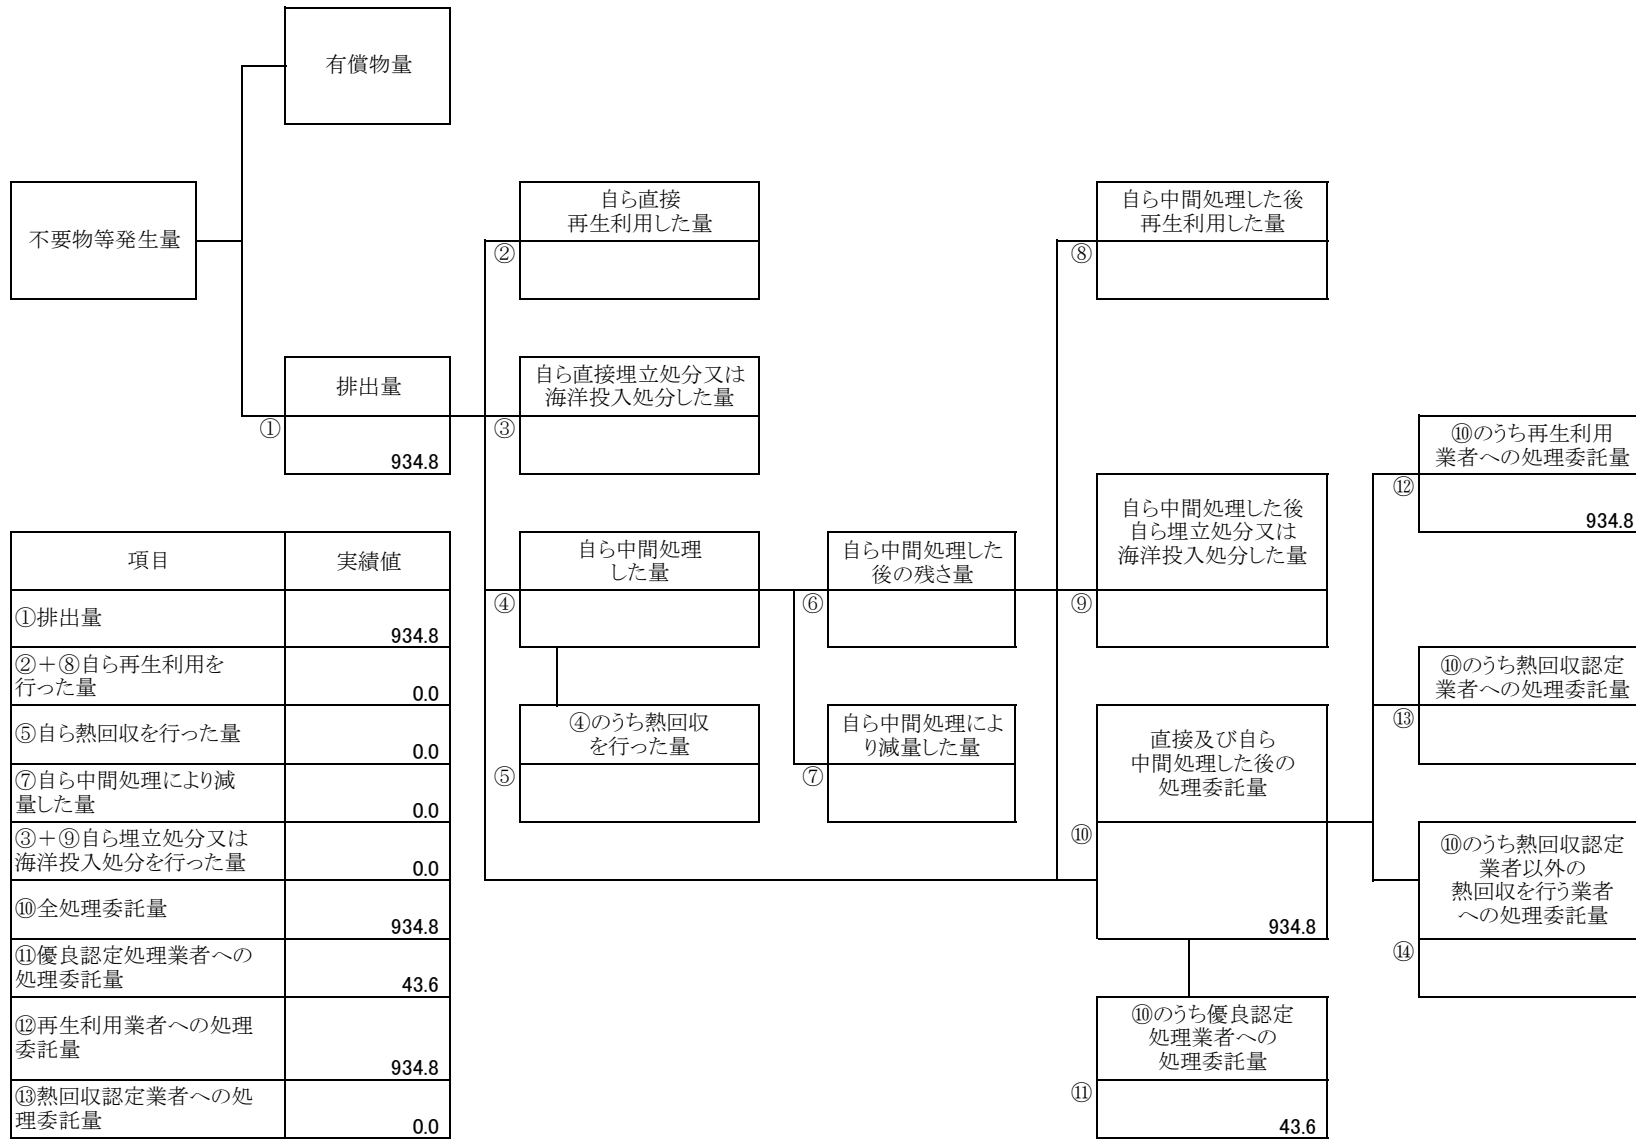 有償物量
不要物等発生量
自ら直接
再生利用した量
②
自ら中間処理した後
再生利用した量
⑧
排出量
①
934.8
自ら直接埋立処分又は
海洋投入処分した量
③
⑩のうち再生利用
業者への処理委託量
⑫
934.8
自ら中間処理した後
自ら埋立処分又は
海洋投入処分した量
⑨
自ら中間処理
した量
④
自ら中間処理した
後の残さ量
⑥
⑩のうち熱回収認定
業者への処理委託量
⑬
④のうち熱回収
を行った量
⑤
自ら中間処理によ
り減量した量
⑦
直接及び自ら
中間処理した後の
処理委託量
⑩
934.8
⑩のうち熱回収認定
業者以外の
熱回収を行う業者
への処理委託量
⑭
⑩のうち優良認定
処理業者への
処理委託量
⑪
43.6
項目 実績値
①排出量 934.8
②+⑧自ら再生利用を
行った量 0.0
⑤自ら熱回収を行った量 0.0
⑦自ら中間処理により減
量した量 0.0
③+⑨自ら埋立処分又は
海洋投入処分を行った量 0.0
⑩全処理委託量 934.8
⑪優良認定処理業者への
処理委託量 43.6
⑫再生利用業者への処理
委託量 934.8
⑬熱回収認定業者への処
理委託量 0.0